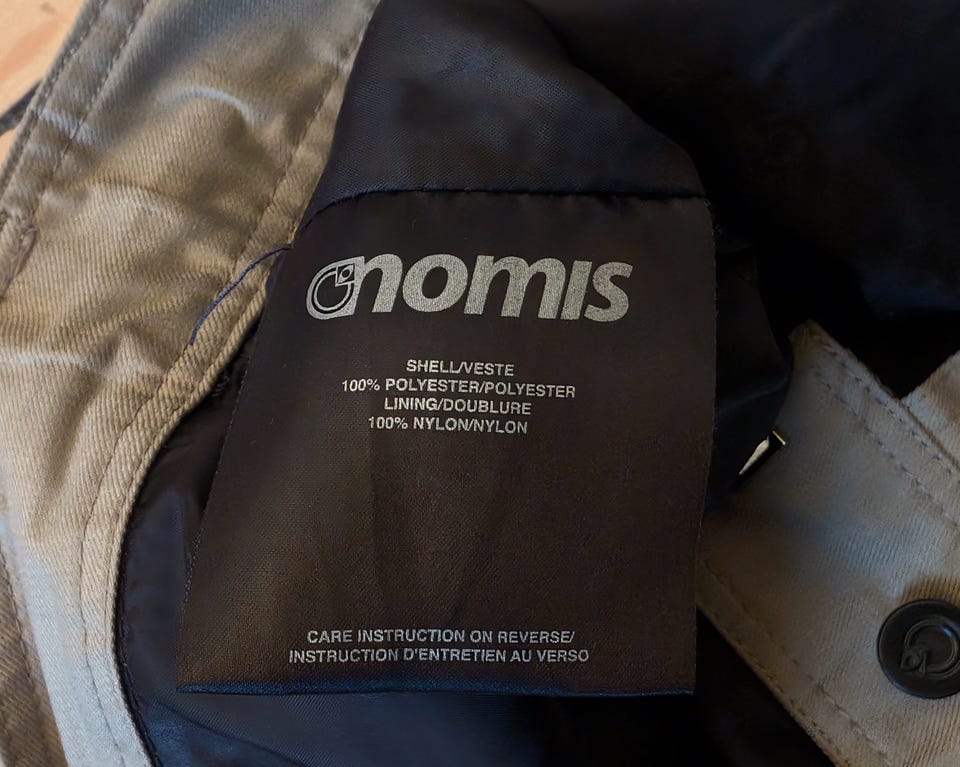 nomis
SHELL/VESTE
100% POLYESTER/POLYESTER
LINING/DOUBLURE
100% NYLON/NYLON
CARE INSTRUCTION ON REVERSE/
INSTRUCTION D'ENTRETIEN AU VERSO